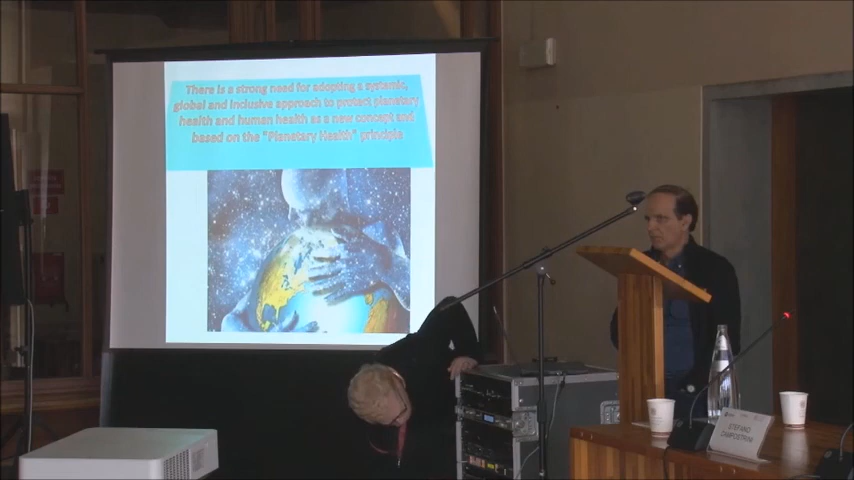 There is a strong need for adopting a systemic,
global and inclusive approach to protect planetary
health and human health as a new concept and
based on the "Planetary Health" principle
STEFANO